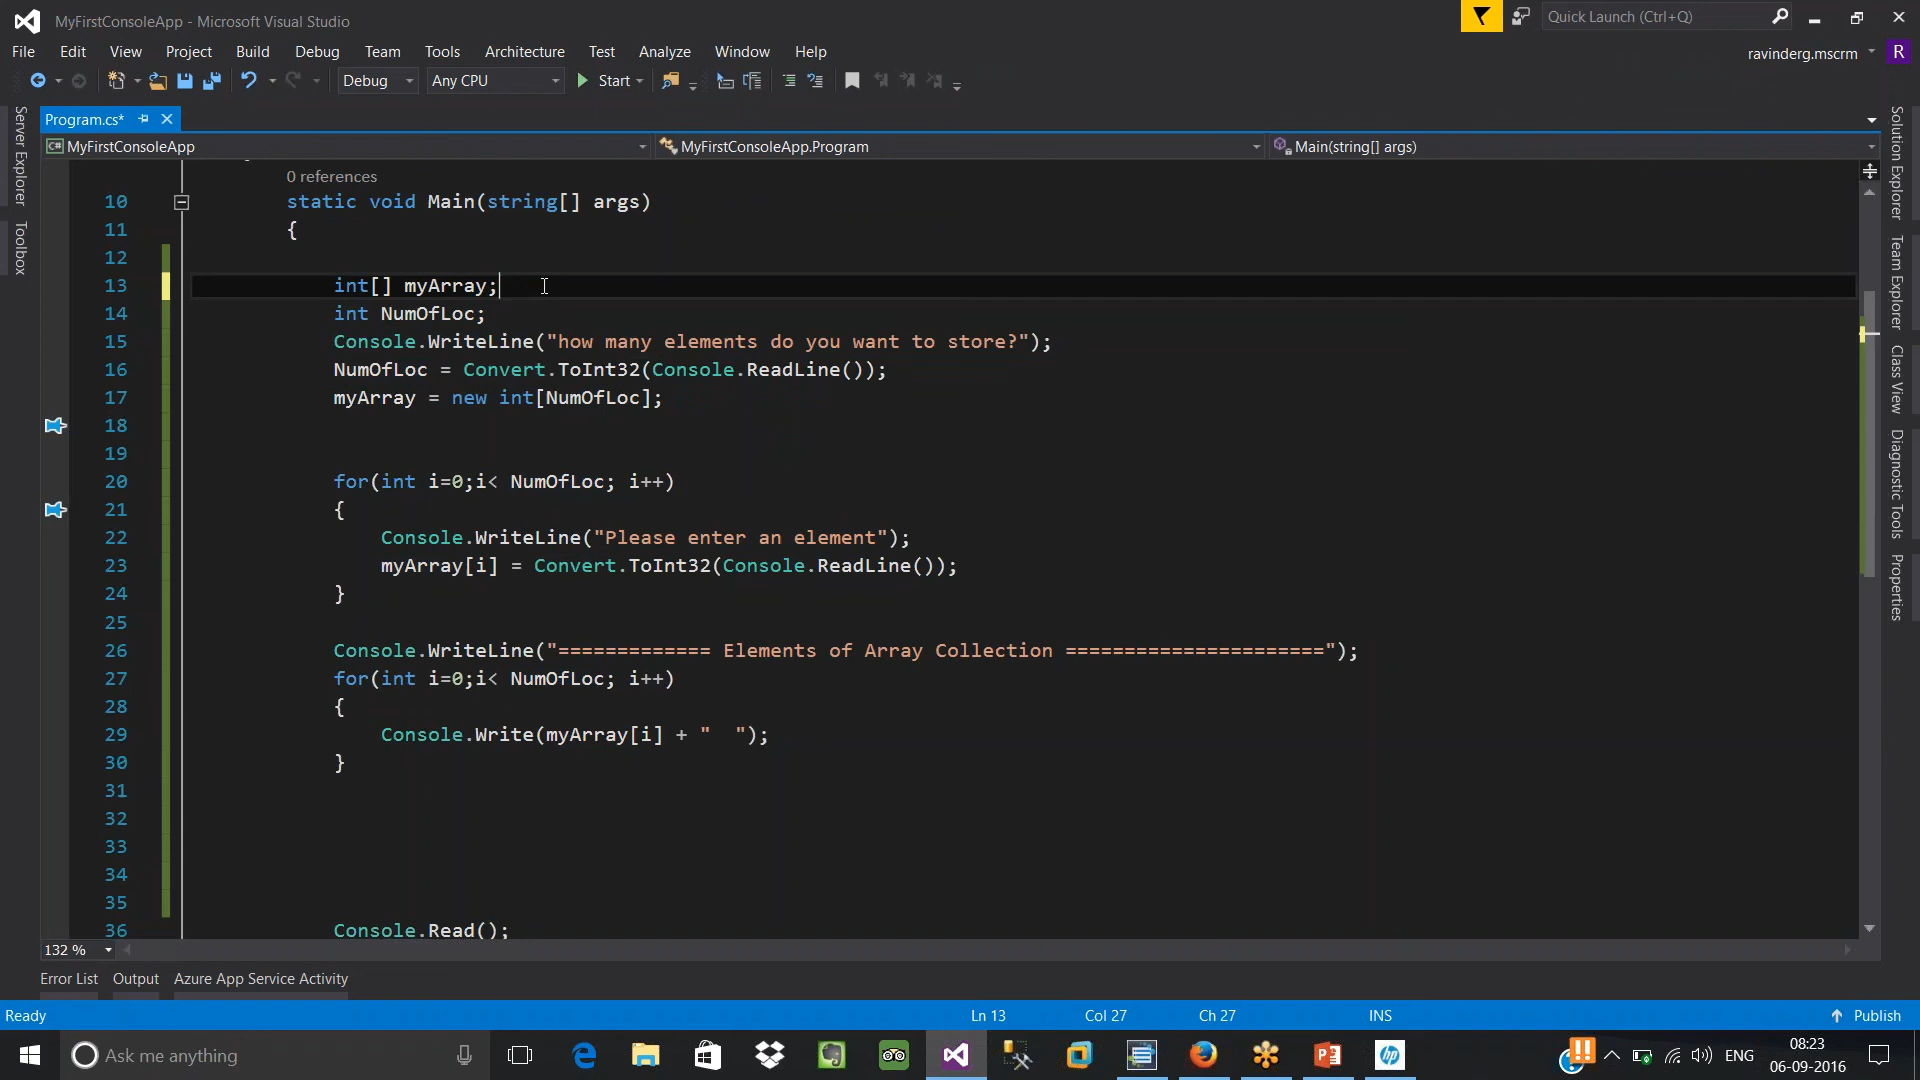 MyFirstConsoleApp - Microsoft Visual Studio
Quick Launch (Ctrl+Q)
File Edit View Project Build Debug Team Tools Architecture Test Analyze Window Help
ravinderg.mscrm R
Debug Any CPU Start
Program.cs*
MyFirstConsoleApp MyFirstConsoleApp.Program Main(string[] args)
Server Explorer
Toolbox
Solution Explorer
Team Explorer
Class View
Diagnostic Tools
Properties
0 references
10 static void Main(string[] args)
11 {
12
13 int[] myArray;
14 int NumOfLoc;
15 Console.WriteLine("how many elements do you want to store?");
16 NumOfLoc = Convert.ToInt32(Console.ReadLine());
17 myArray = new int[NumOfLoc];
18
19
20 for(int i=0;i< NumOfLoc; i++)
21 {
22 Console.WriteLine("Please enter an element");
23 myArray[i] = Convert.ToInt32(Console.ReadLine());
24 }
25
26 Console.WriteLine("============= Elements of Array Collection ======================");
27 for(int i=0;i< NumOfLoc; i++)
28 {
29 Console.Write(myArray[i] + "  ");
30 }
31
32
33
34
35
36 Console.Read();
132 %
Error List Output Azure App Service Activity
Ready Ln 13 Col 27 Ch 27 INS Publish
Ask me anything
ENG
08:23
06-09-2016